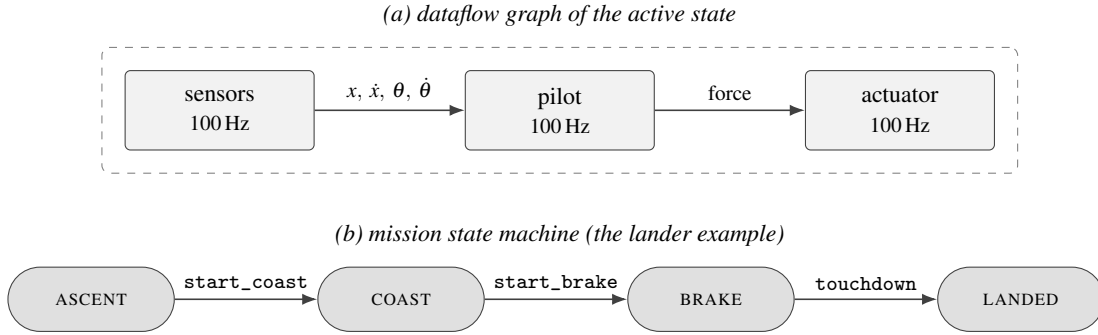 (a) dataflow graph of the active state
sensors
100 Hz
x, ẋ, θ, θ̇
pilot
100 Hz
force
actuator
100 Hz
(b) mission state machine (the lander example)
ASCENT
start_coast
COAST
start_brake
BRAKE
touchdown
LANDED